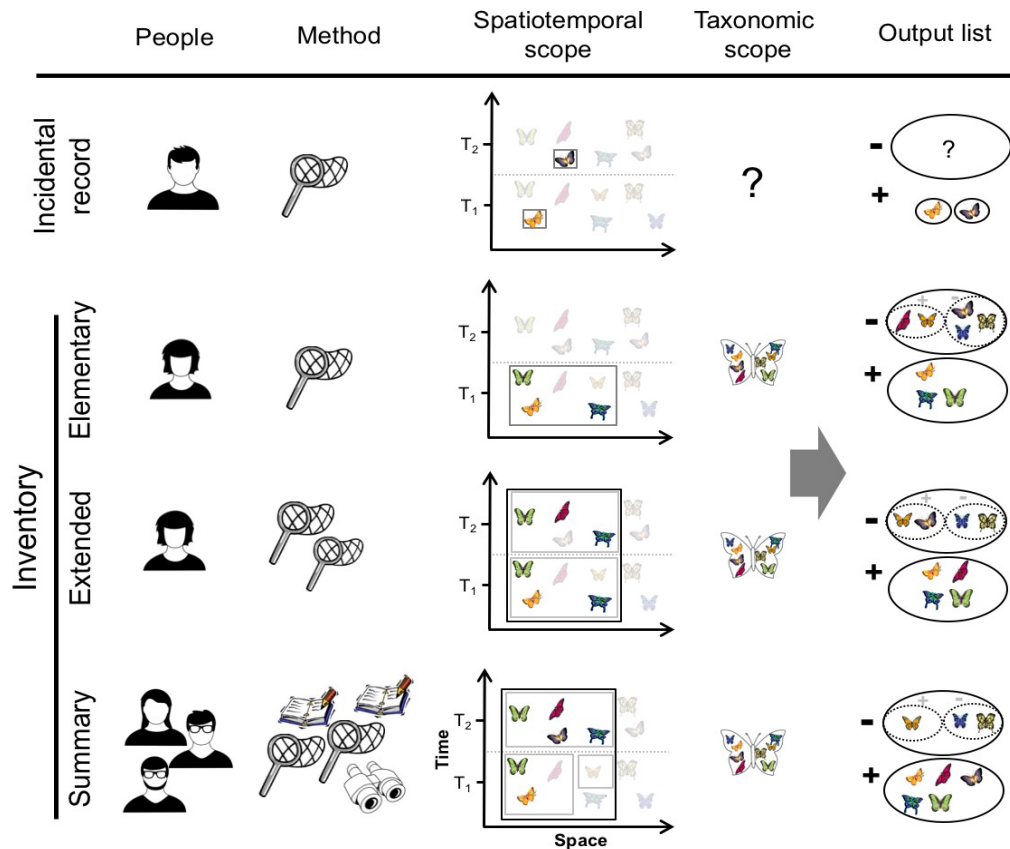 People
Method
Spatiotemporal
scope
Taxonomic
scope
Output list
Incidental
record
T2
T1
?
-
?
+
Inventory
Elementary
T2
T1
-
+ -
+
Extended
T2
T1
-
+ -
+
Summary
Time
T2
T1
Space
-
+ -
+